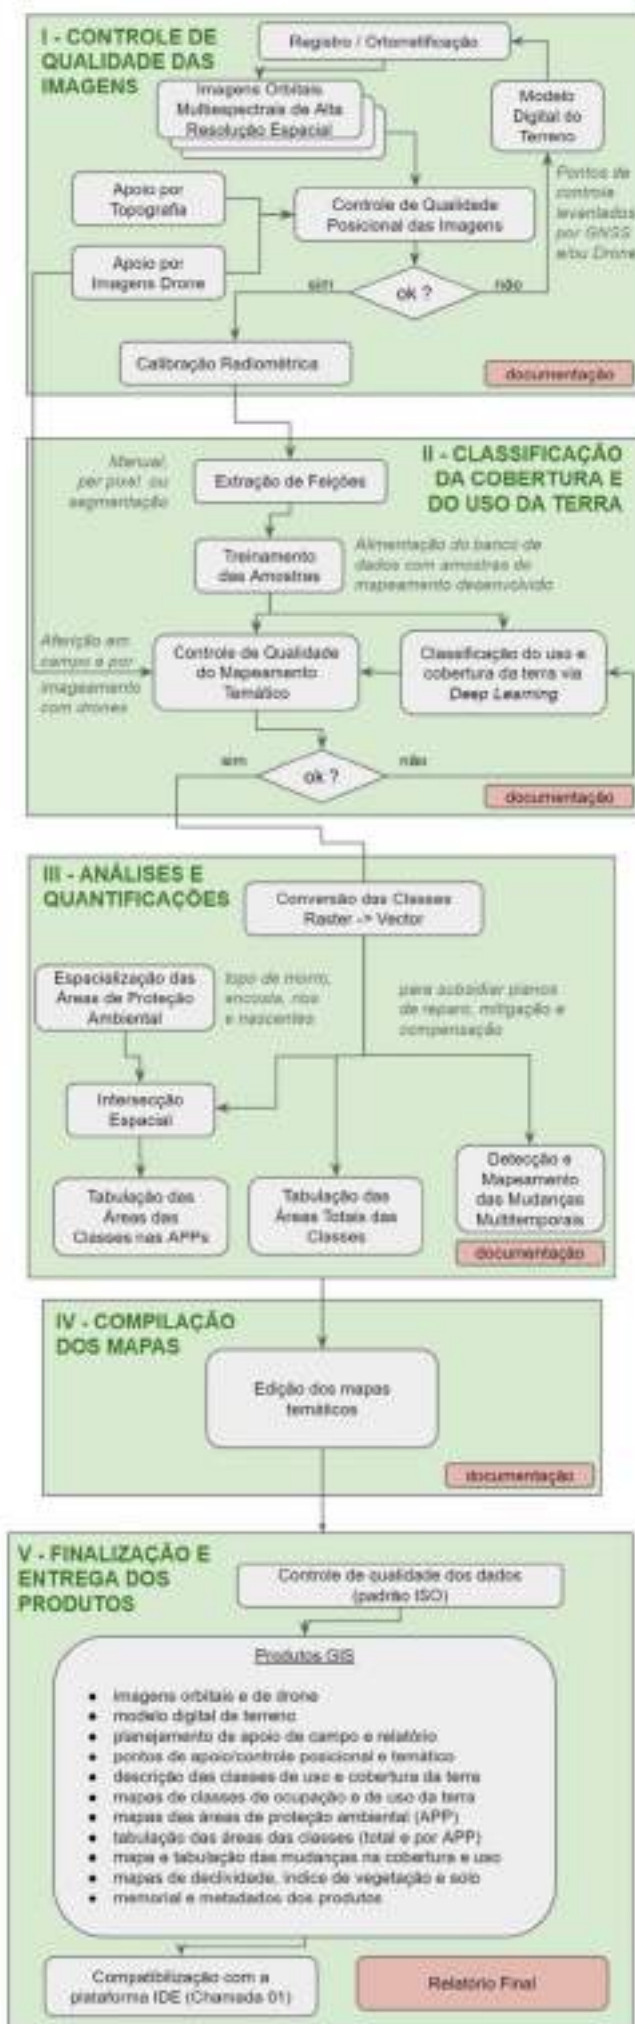 I - CONTROLE DE
QUALIDADE DAS
IMAGENS
Registro / Ortorretificação
Imagens Orbitais
Multiespectrais de Alta
Resolução Espacial
Modelo
Digital do
Terreno
Apoio por
Topografia
Controle de Qualidade
Posicional das Imagens
Pontos de
controle
levantados
por GNSS
e/ou Drone
Apoio por
Imagens Drone
sim
ok ?
não
Calibração Radiométrica
documentação
II - CLASSIFICAÇÃO
DA COBERTURA E
DO USO DA TERRA
Manual,
per pixel ou
segmentação
Extração de Feições
Treinamento
das Amostras
Alimentação do banco de
dados com amostras do
mapeamento desenvolvido
Aferição em
campo e por
imageamento
com drones
Controle de Qualidade
do Mapeamento
Temático
Classificação do uso e
cobertura da terra via
Deep Learning
sim
ok ?
não
documentação
III - ANÁLISES E
QUANTIFICAÇÕES
Conversão das Classes
Raster -> Vector
Espacialização das
Áreas de Proteção
Ambiental
topo de morro,
encosta, rios
e nascentes
para subsidiar planos
de reparo, mitigação e
compensação
Intersecção
Espacial
Tabulação das
Áreas das
Classes nas APPs
Tabulação das
Áreas Totais das
Classes
Detecção e
Mapeamento
das Mudanças
Multitemporais
documentação
IV - COMPILAÇÃO
DOS MAPAS
Edição dos mapas
temáticos
documentação
V - FINALIZAÇÃO E
ENTREGA DOS
PRODUTOS
Controle de qualidade dos dados
(padrão ISO)
Produtos GIS
● imagens orbitais e de drone
● modelo digital de terreno
● planejamento de apoio de campo e relatório
● pontos de apoio/controle posicional e temático
● descrição das classes de uso e cobertura da terra
● mapas de classes de ocupação e de uso da terra
● mapas das áreas de proteção ambiental (APP)
● tabulação das áreas das classes (total e por APP)
● mapa e tabulação das mudanças na cobertura e uso
● mapas de declividade, índice de vegetação e solo
● memorial e metadados dos produtos
Compatibilização com a
plataforma IDE (Chamada 01)
Relatório Final